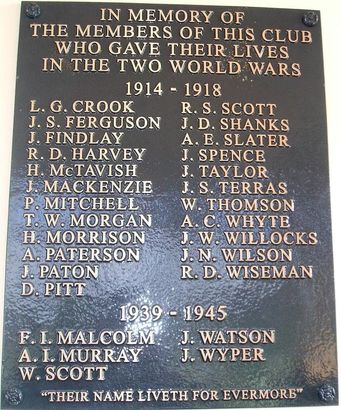 IN MEMORY OF
THE MEMBERS OF THIS CLUB
WHO GAVE THEIR LIVES
IN THE TWO WORLD WARS
1914 - 1918
L. G. CROOK
J. S. FERGUSON
J. FINDLAY
R. D. HARVEY
H. McTAVISH
J. MACKENZIE
P. MITCHELL
T. W. MORGAN
H. MORRISON
A. PATERSON
J. PATON
D. PITT
R. S. SCOTT
J. D. SHANKS
A. E. SLATER
J. SPENCE
J. TAYLOR
J. S. TERRAS
W. THOMSON
A. C. WHYTE
J. W. WILLOCKS
J. N. WILSON
R. D. WISEMAN
1939 - 1945
F. I. MALCOLM
A. I. MURRAY
W. SCOTT
J. WATSON
J. WYPER
"THEIR NAME LIVETH FOR EVERMORE"